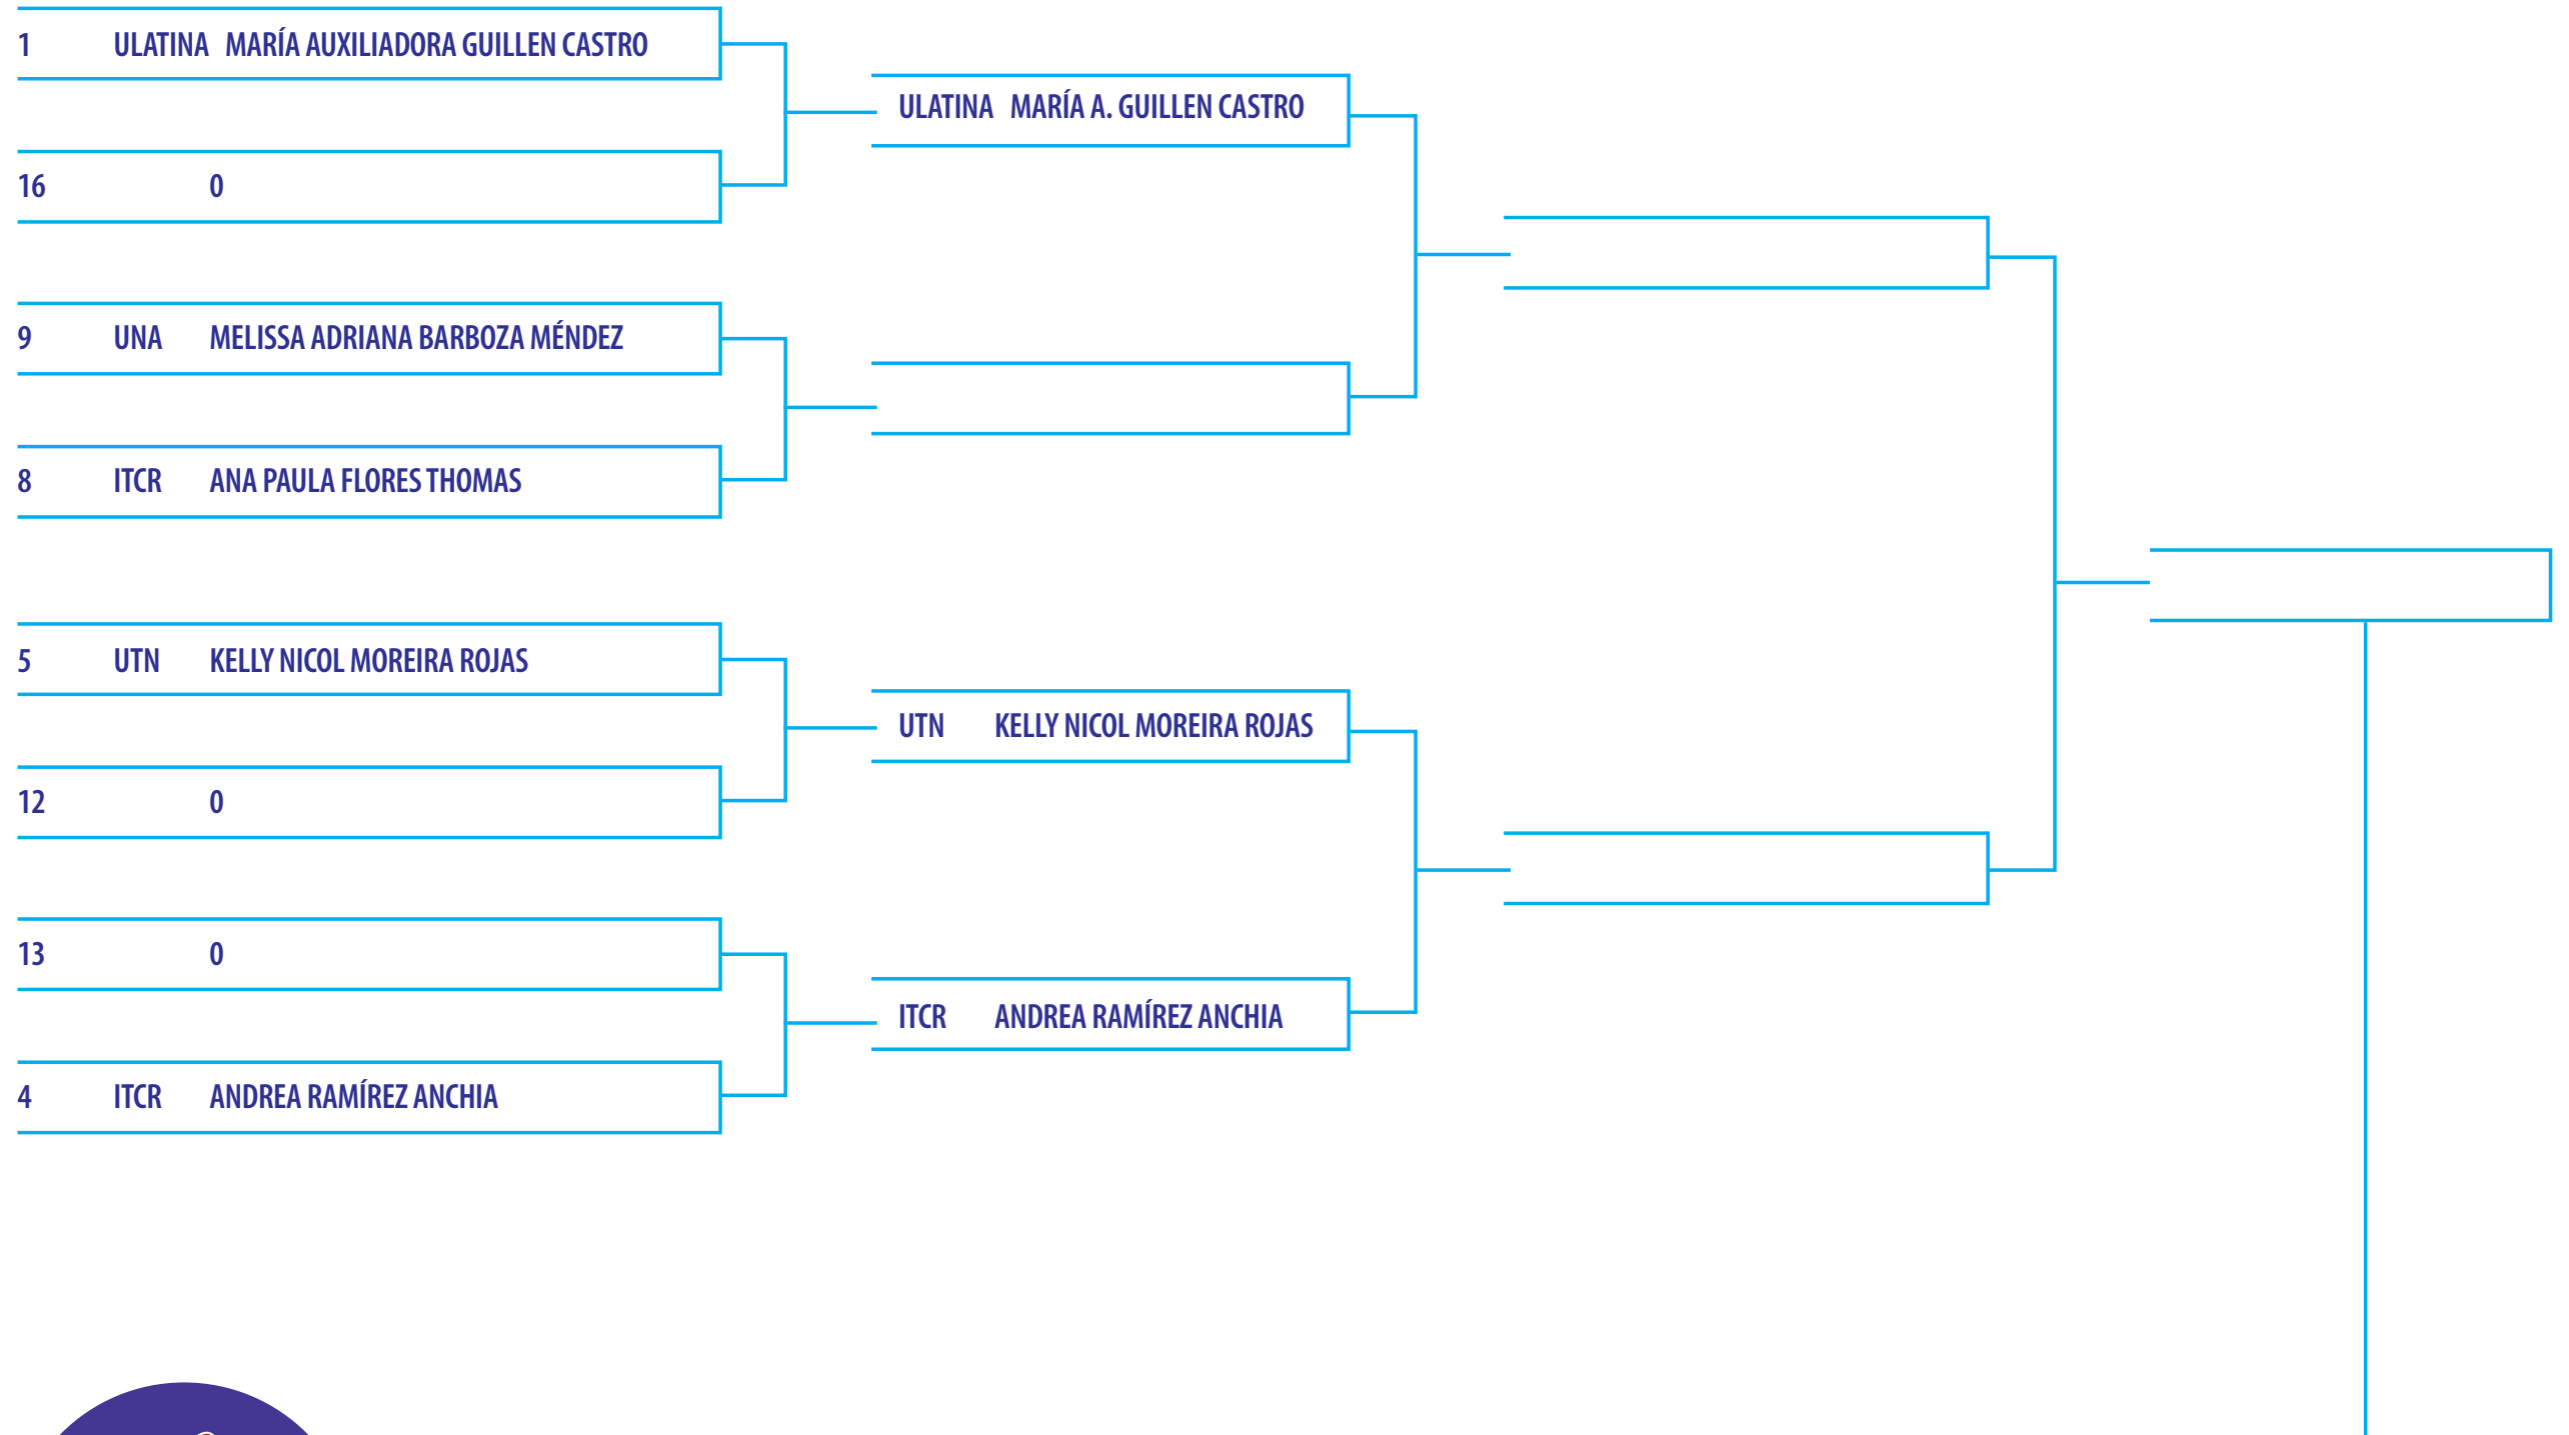 1 ULATINA MARÍA AUXILIADORA GUILLEN CASTRO
16 0
9 UNA MELISSA ADRIANA BARBOZA MÉNDEZ
8 ITCR ANA PAULA FLORES THOMAS
5 UTN KELLY NICOL MOREIRA ROJAS
12 0
13 0
4 ITCR ANDREA RAMÍREZ ANCHIA
ULATINA MARÍA A. GUILLEN CASTRO
UTN KELLY NICOL MOREIRA ROJAS
ITCR ANDREA RAMÍREZ ANCHIA